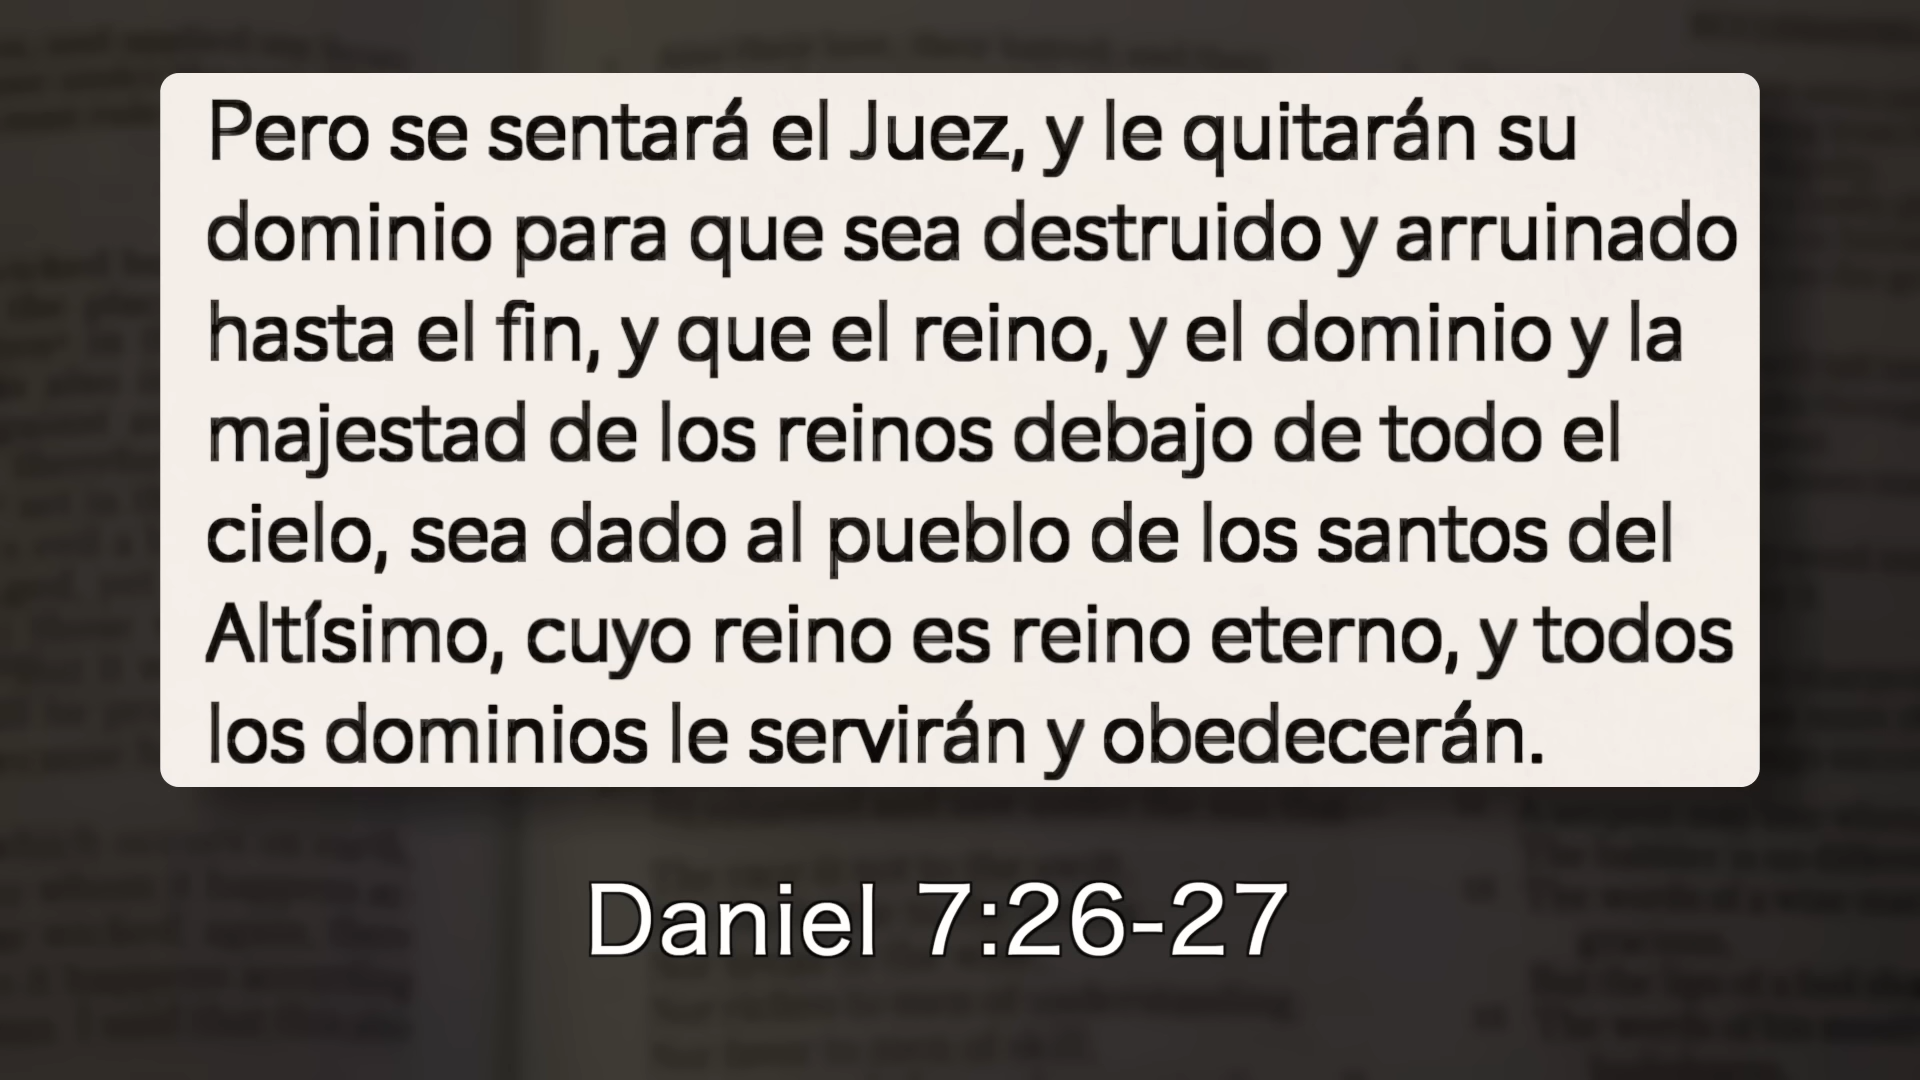 Pero se sentará el Juez, y le quitarán su
dominio para que sea destruido y arruinado
hasta el fin, y que el reino, y el dominio y la
majestad de los reinos debajo de todo el
cielo, sea dado al pueblo de los santos del
Altísimo, cuyo reino es reino eterno, y todos
los dominios le servirán y obedecerán.
Daniel 7:26-27